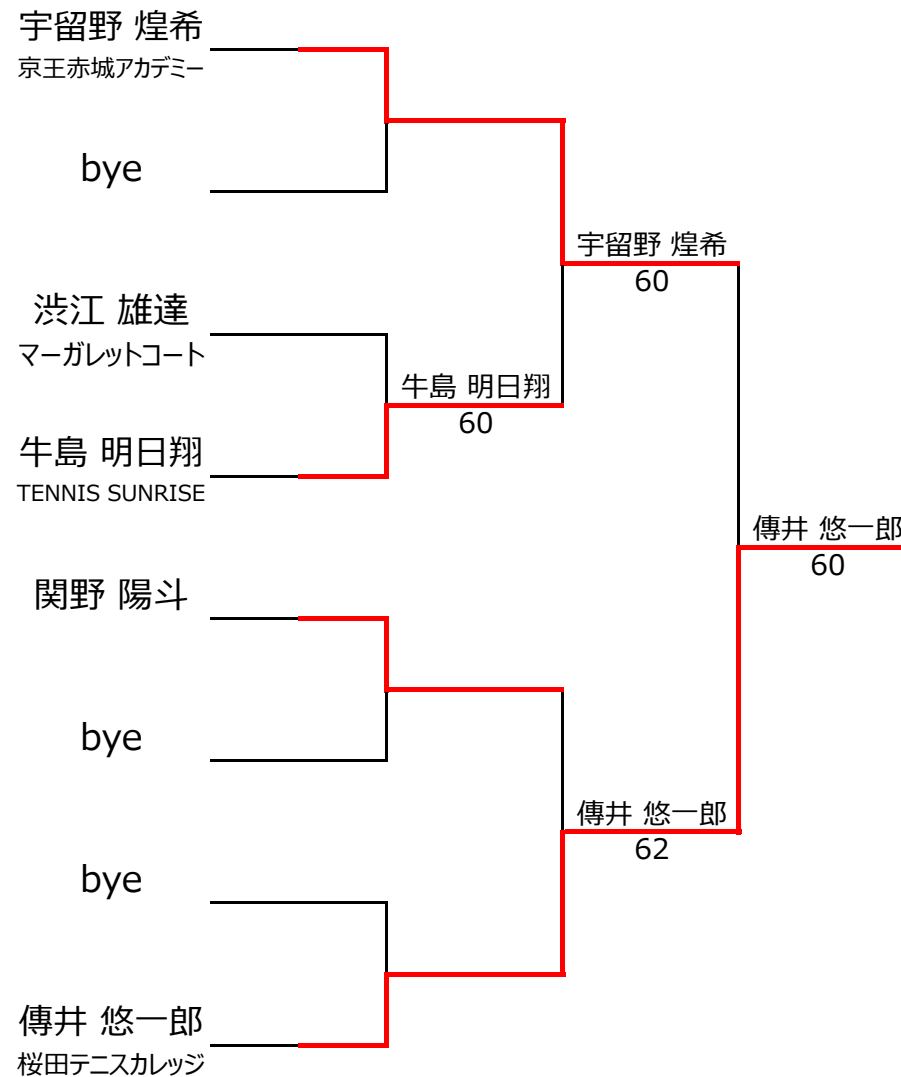 宇留野 煌希
京王赤城アカデミー
bye
渋江 雄達
マーガレットコート
牛島 明日翔
TENNIS SUNRISE
関野 陽斗
bye
bye
傳井 悠一郎
桜田テニスカレッジ
牛島 明日翔
60
宇留野 煌希
60
傳井 悠一郎
62
傳井 悠一郎
60